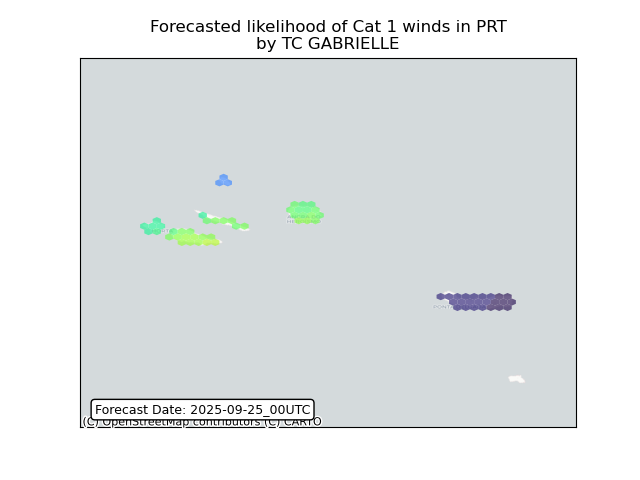 Forecasted likelihood of Cat 1 winds in PRT
by TC GABRIELLE
Forecast Date: 2025-09-25_00UTC
(C) OpenStreetMap contributors (C) CARTO